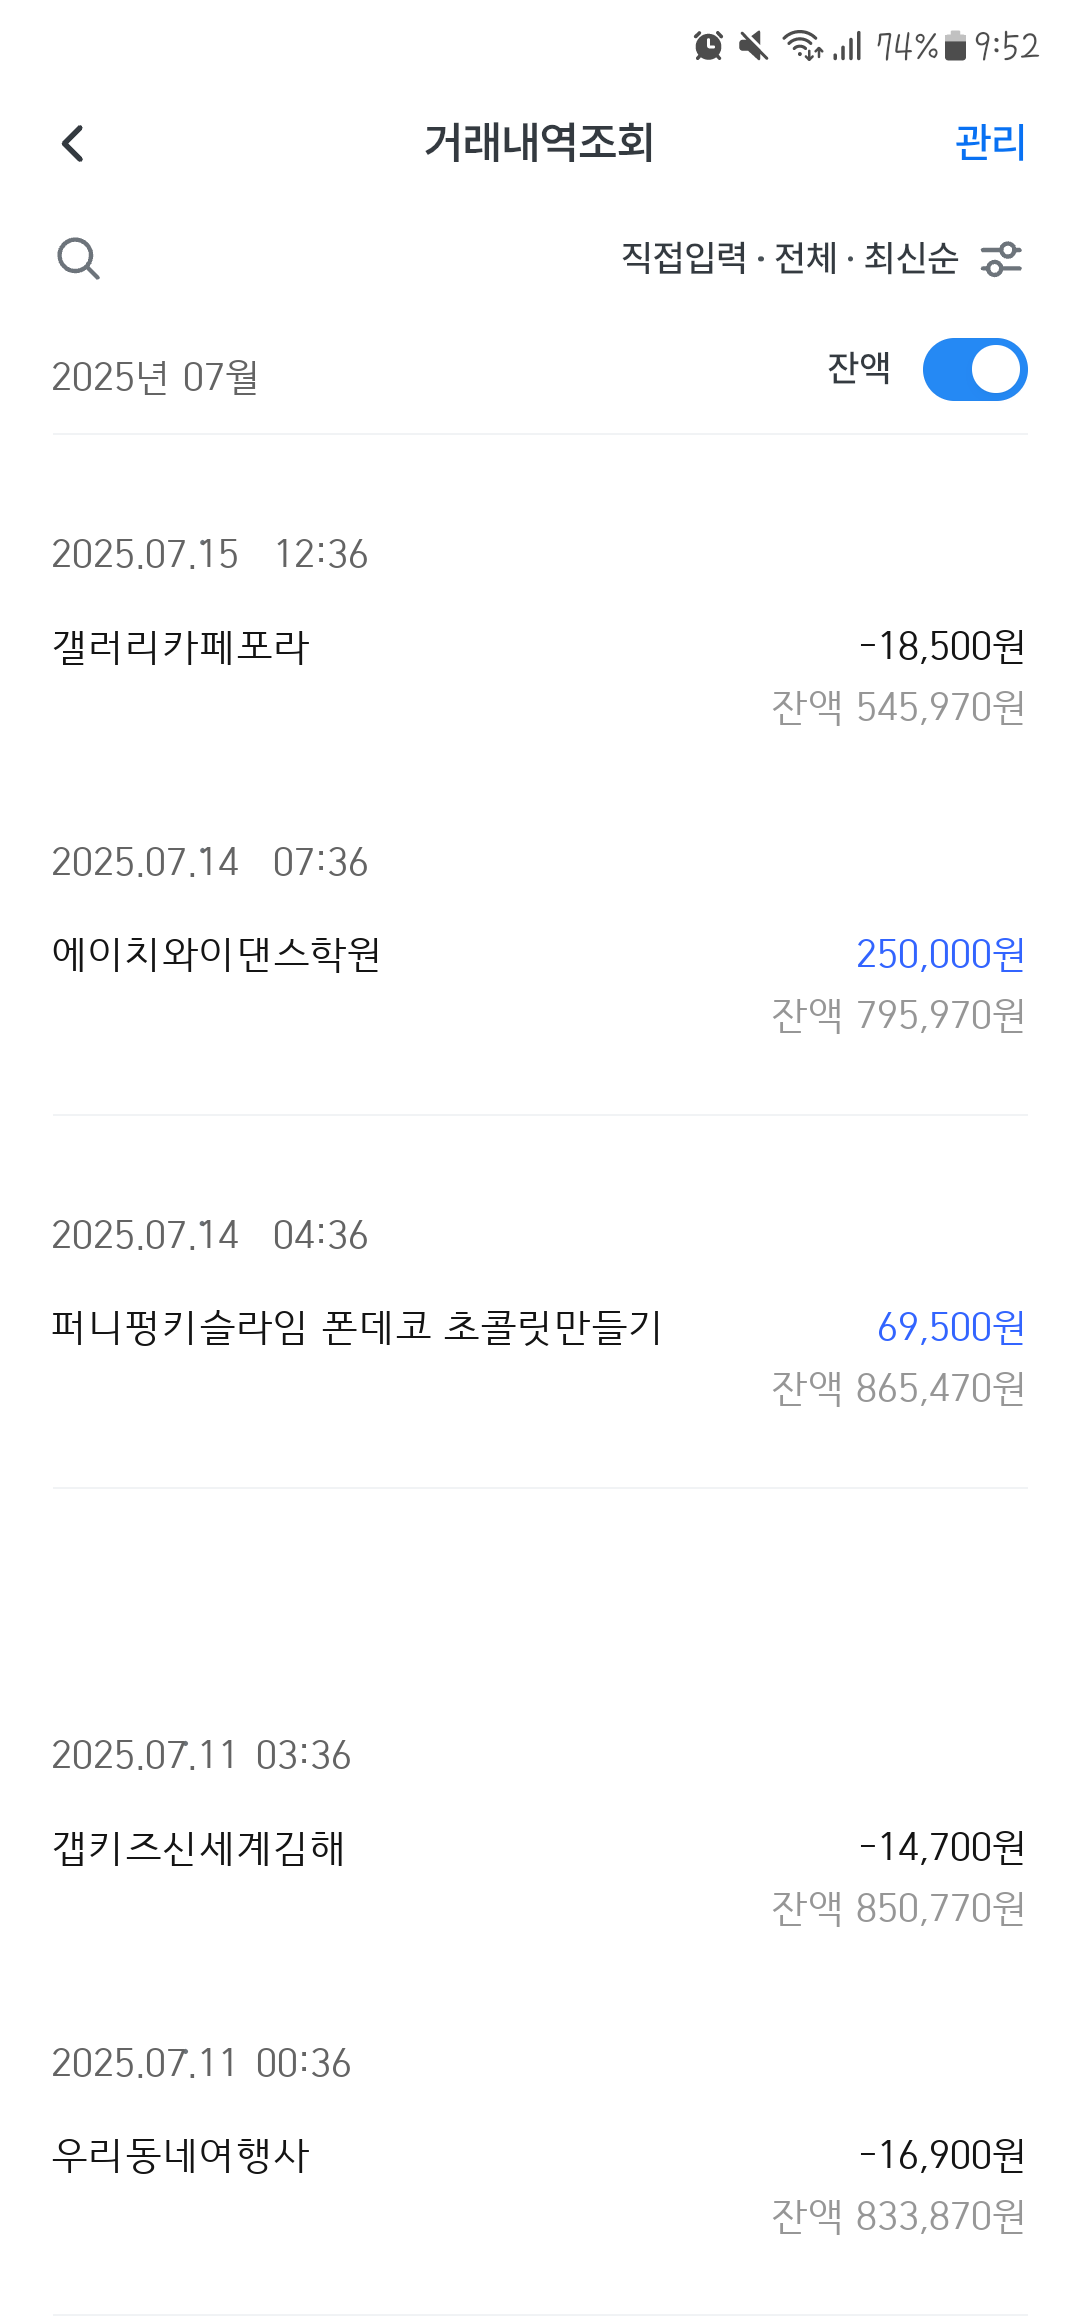 74% 9:52
거래내역조회 관리
직접입력 · 전체 · 최신순
2025년 07월 잔액
2025.07.15 12:36
갤러리카페포라 -18,500원
잔액 545,970원
2025.07.14 07:36
에이치와이댄스학원 250,000원
잔액 795,970원
2025.07.14 04:36
퍼니펑키슬라임 폰데코 초콜릿만들기 69,500원
잔액 865,470원
2025.07.11 03:36
갭키즈신세계김해 -14,700원
잔액 850,770원
2025.07.11 00:36
우리동네여행사 -16,900원
잔액 833,870원